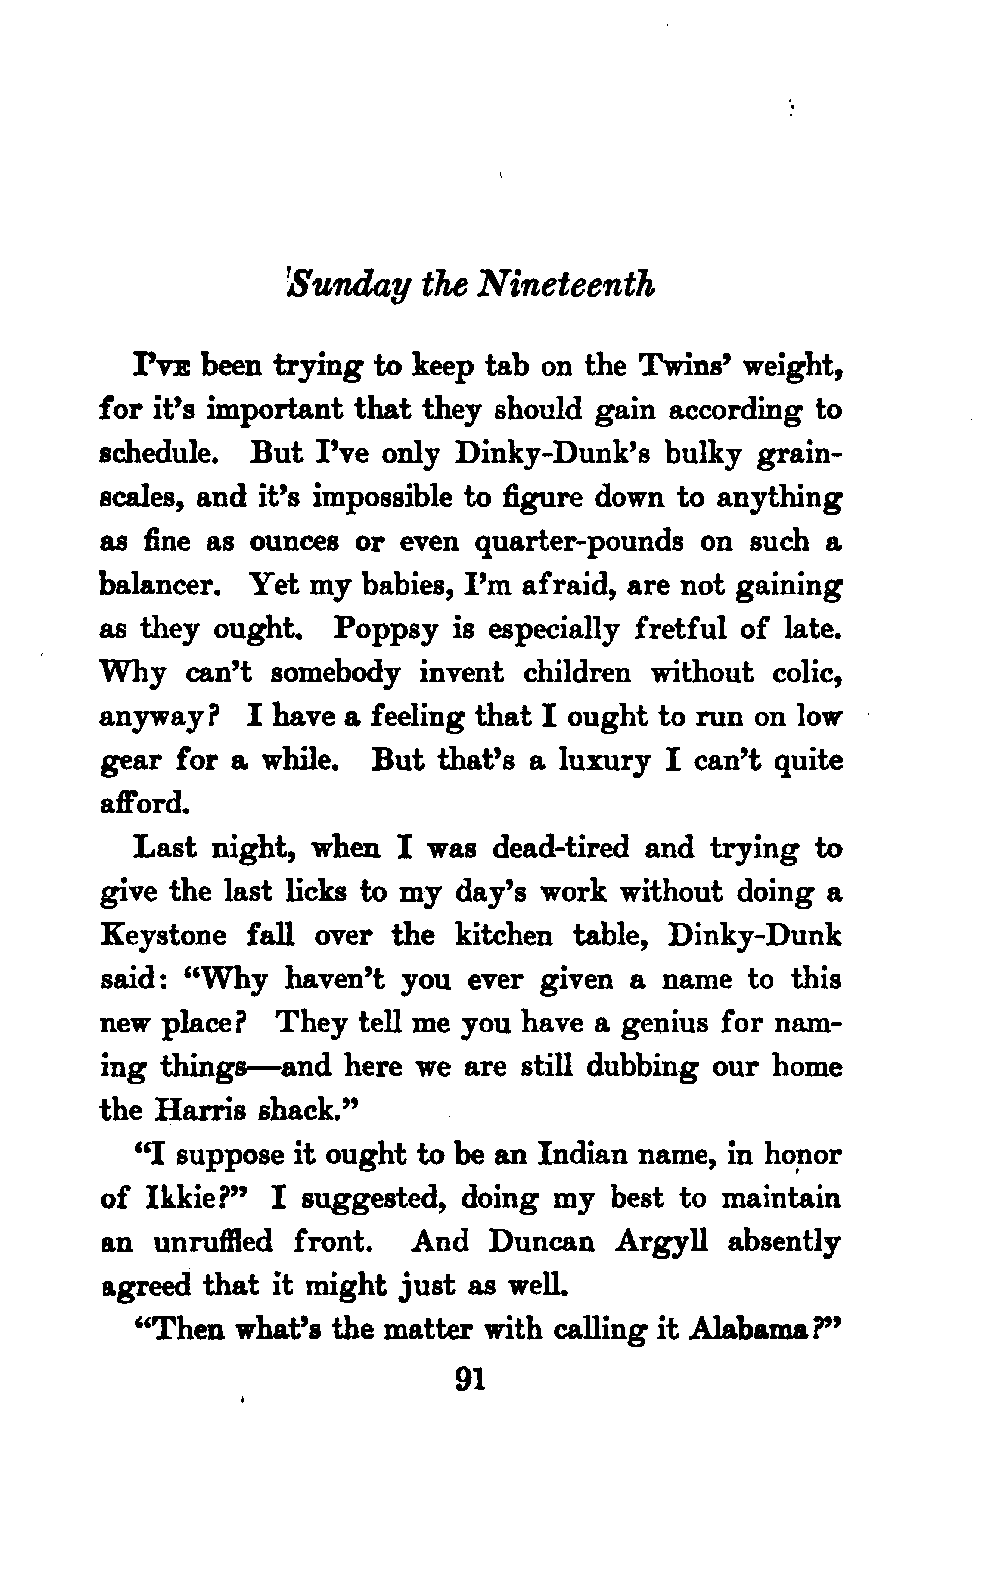 Sunday the Nineteenth
I'VE been trying to keep tab on the Twins' weight,
for it's important that they should gain according to
schedule. But I've only Dinky-Dunk's bulky grain-
scales, and it's impossible to figure down to anything
as fine as ounces or even quarter-pounds on such a
balancer. Yet my babies, I'm afraid, are not gaining
as they ought. Poppsy is especially fretful of late.
Why can't somebody invent children without colic,
anyway? I have a feeling that I ought to run on low
gear for a while. But that's a luxury I can't quite
afford.
Last night, when I was dead-tired and trying to
give the last licks to my day's work without doing a
Keystone fall over the kitchen table, Dinky-Dunk
said: “Why haven't you ever given a name to this
new place? They tell me you have a genius for nam-
ing things—and here we are still dubbing our home
the Harris shack.”
“I suppose it ought to be an Indian name, in honor
of Ikkie?” I suggested, doing my best to maintain
an unruffled front. And Duncan Argyll absently
agreed that it might just as well.
“Then what's the matter with calling it Alabama?”
91